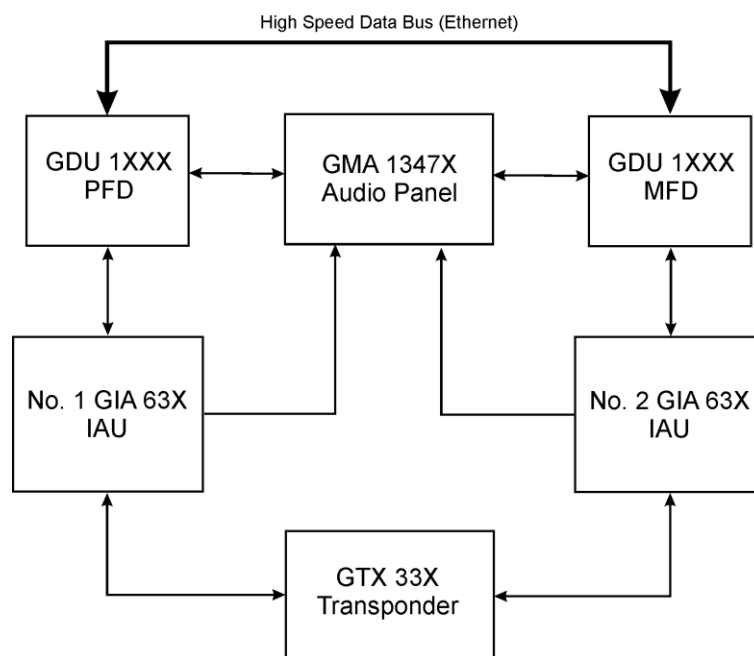 High Speed Data Bus (Ethernet)
GDU 1XXX
PFD
GMA 1347X
Audio Panel
GDU 1XXX
MFD
No. 1 GIA 63X
IAU
No. 2 GIA 63X
IAU
GTX 33X
Transponder